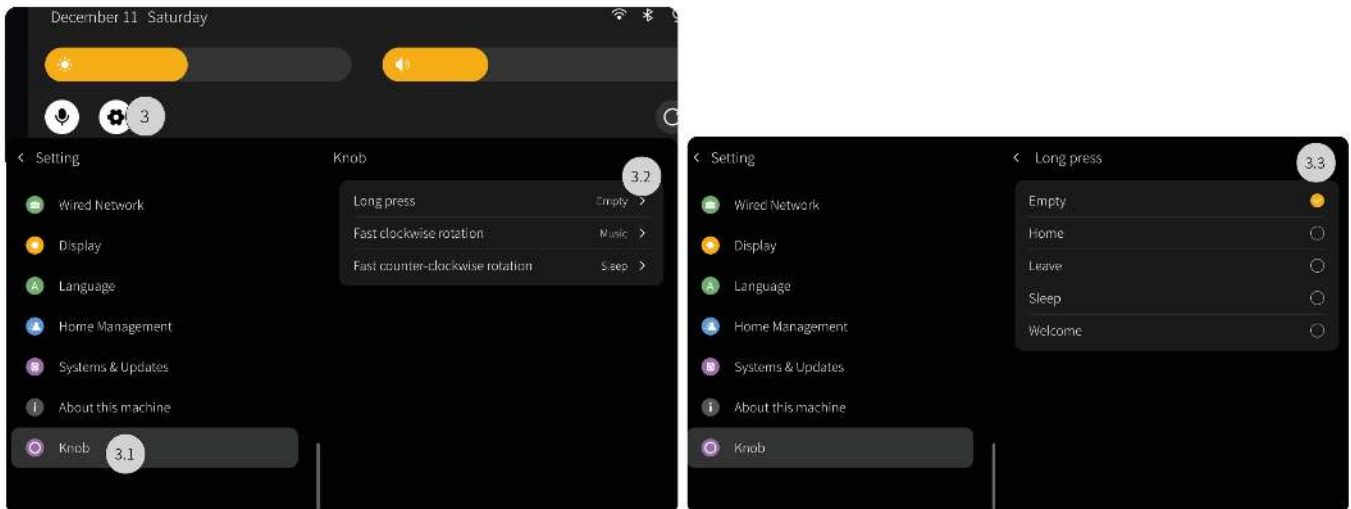 December 11 Saturday
3
< Setting
Knob
3.2
Wired Network
Display
A Language
Home Management
Systems & Updates
i About this machine
Knob
3.1
Long press Empty >
Fast clockwise rotation Music >
Fast counter-clockwise rotation Sleep >
< Setting
Wired Network
Display
A Language
Home Management
Systems & Updates
i About this machine
Knob
< Long press
3.3
Empty
Home
Leave
Sleep
Welcome